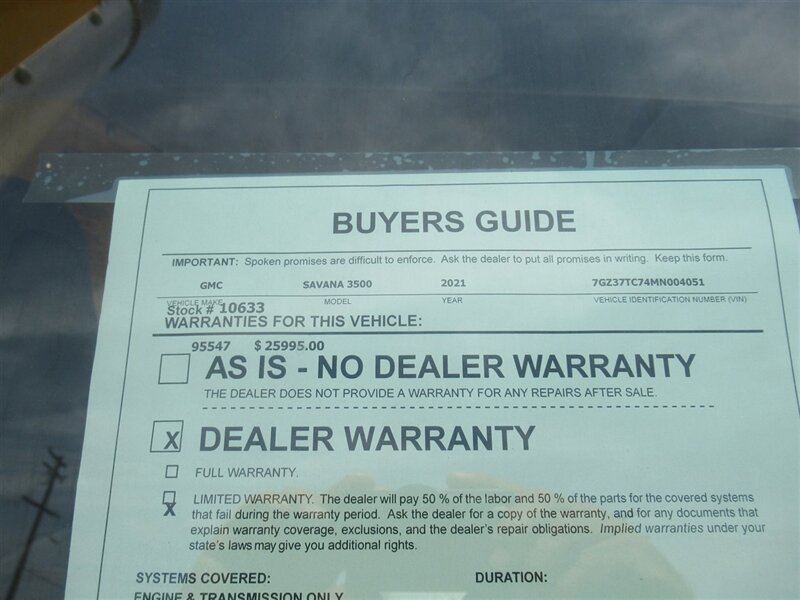 BUYERS GUIDE
IMPORTANT: Spoken promises are difficult to enforce. Ask the dealer to put all promises in writing. Keep this form.
GMC SAVANA 3500 2021 7GZ37TC74MN004051
VEHICLE MAKE MODEL YEAR VEHICLE IDENTIFICATION NUMBER (VIN)
Stock # 10633
WARRANTIES FOR THIS VEHICLE:
95547 $ 25995.00
AS IS - NO DEALER WARRANTY
THE DEALER DOES NOT PROVIDE A WARRANTY FOR ANY REPAIRS AFTER SALE.
X DEALER WARRANTY
FULL WARRANTY.
X LIMITED WARRANTY. The dealer will pay 50 % of the labor and 50 % of the parts for the covered systems
that fail during the warranty period. Ask the dealer for a copy of the warranty, and for any documents that
explain warranty coverage, exclusions, and the dealer's repair obligations. Implied warranties under your
state's laws may give you additional rights.
SYSTEMS COVERED: DURATION:
ENGINE & TRANSMISSION ONLY